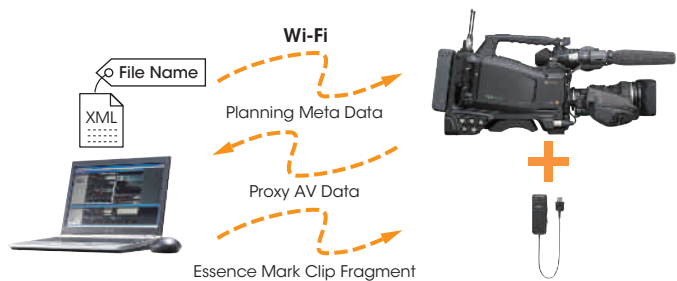 Wi-Fi
File Name
XML
Planning Meta Data
Proxy AV Data
Essence Mark Clip Fragment